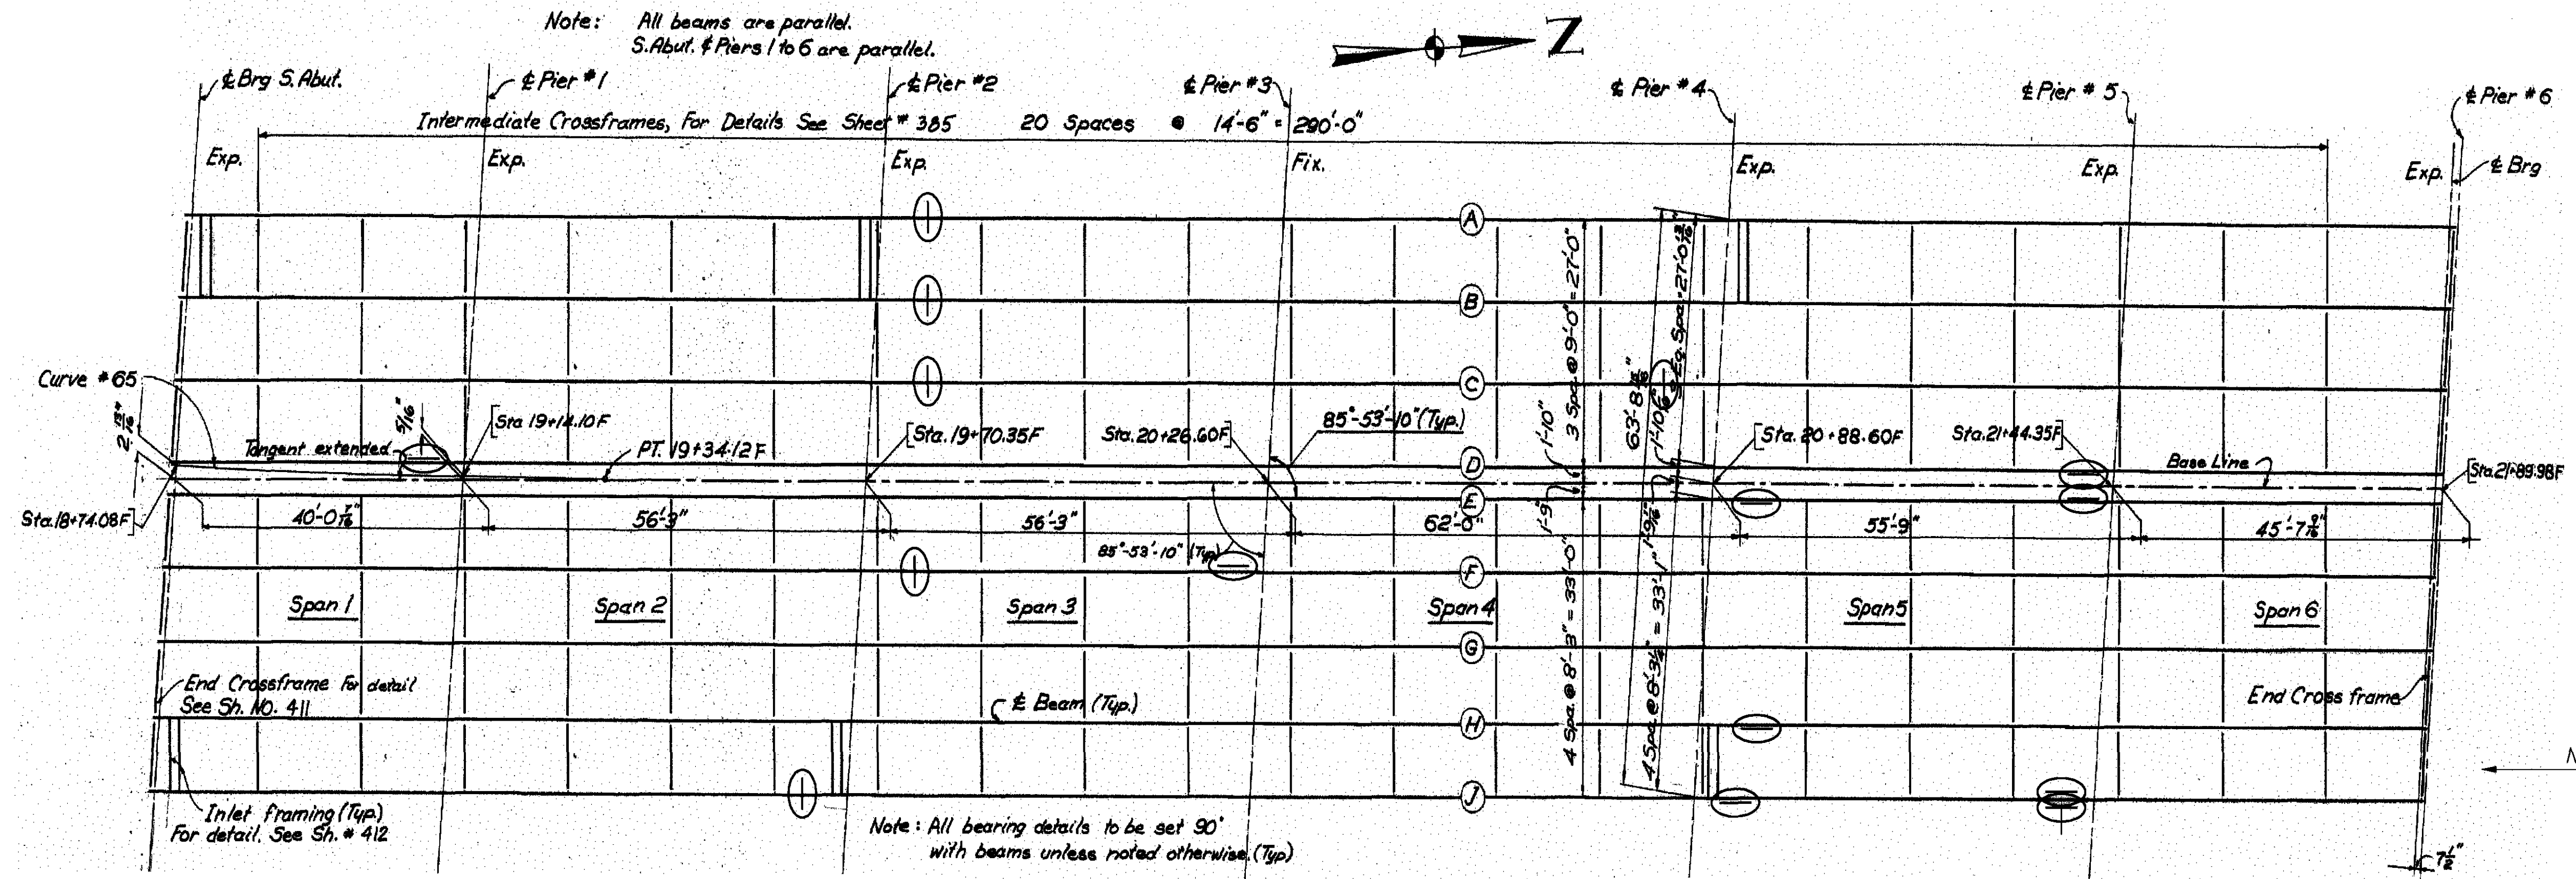 Note: All beams are parallel.
S.Abut. & Piers 1 to 6 are parallel.
Z
℄ Brg S. Abut.
℄ Pier #1
℄ Pier #2
℄ Pier #3
℄ Pier #4
℄ Pier #5
℄ Pier #6
Intermediate Crossframes, For Details See Sheet # 385 20 Spaces @ 14'-6" = 290'-0"
Exp.
Exp.
Exp.
Fix.
Exp.
Exp.
Exp.
℄ Brg
A
B
C
D
E
F
G
H
J
3 Spa. @ 9'-0" = 27'-0"
1'-10"
1'-9"
4 Spa @ 8'-3" = 33'-0"
4 Spa. @ 8'-3 1/4" = 33'-1"
Curve #65
5/16"
Sta 19+14.10F
Tangent extended
PT. 19+34.12F
Sta. 19+70.35F
Sta. 20+26.60F
85°-53'-10" (Typ.)
Sta. 20+88.60F
Sta. 21+44.35F
Base Line
Sta. 21+89.98F
Sta. 18+74.08F
40'-0 7/16"
56'-3"
56'-3"
62'-0"
55'-9"
45'-7 9/16"
85°-53'-10" (Typ)
Span 1
Span 2
Span 3
Span 4
Span 5
Span 6
End Crossframe For detail
See Sh. NO. 411
℄ Beam (Typ.)
End Cross frame
Inlet framing (Typ.)
For detail. See Sh. # 412
Note: All bearing details to be set 90°
with beams unless noted otherwise. (Typ)
7 1/2"
N